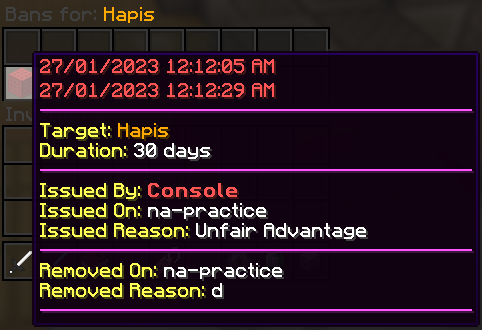 Bans for: Hapis
27/01/2023 12:12:05 AM
27/01/2023 12:12:29 AM
Target: Hapis
Duration: 30 days
Issued By: Console
Issued On: na-practice
Issued Reason: Unfair Advantage
Removed On: na-practice
Removed Reason: d